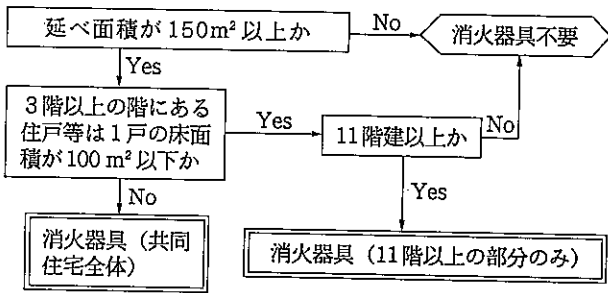 延べ面積が150m²以上か
No
消火器具不要
Yes
3階以上の階にある
住戸等は1戸の床面
積が100m²以下か
Yes
11階建以上か
No
No
Yes
消火器具（共同
住宅全体）
消火器具（11階以上の部分のみ）